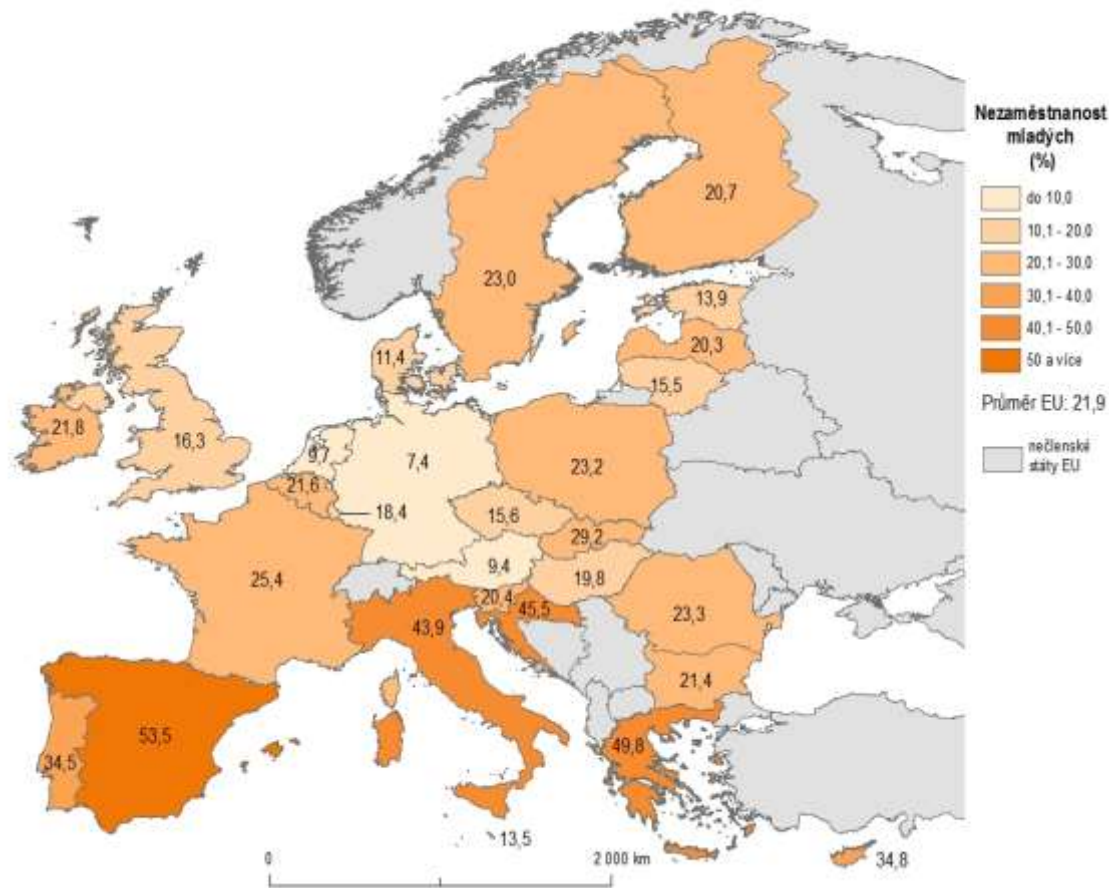 20,7
23,0
13,9
20,3
15,5
11,4
21,8
16,3
9,7
7,4
23,2
21,6
18,4
15,6
29,2
25,4
9,4
19,8
20,4
45,5
43,9
23,3
21,4
53,5
34,5
49,8
13,5
34,8
0
2 000 km
Nezaměstnanost
mladých
(%)
do 10,0
10,1 - 20,0
20,1 - 30,0
30,1 - 40,0
40,1 - 50,0
50 a více
Průměr EU: 21,9
nečlenské
státy EU